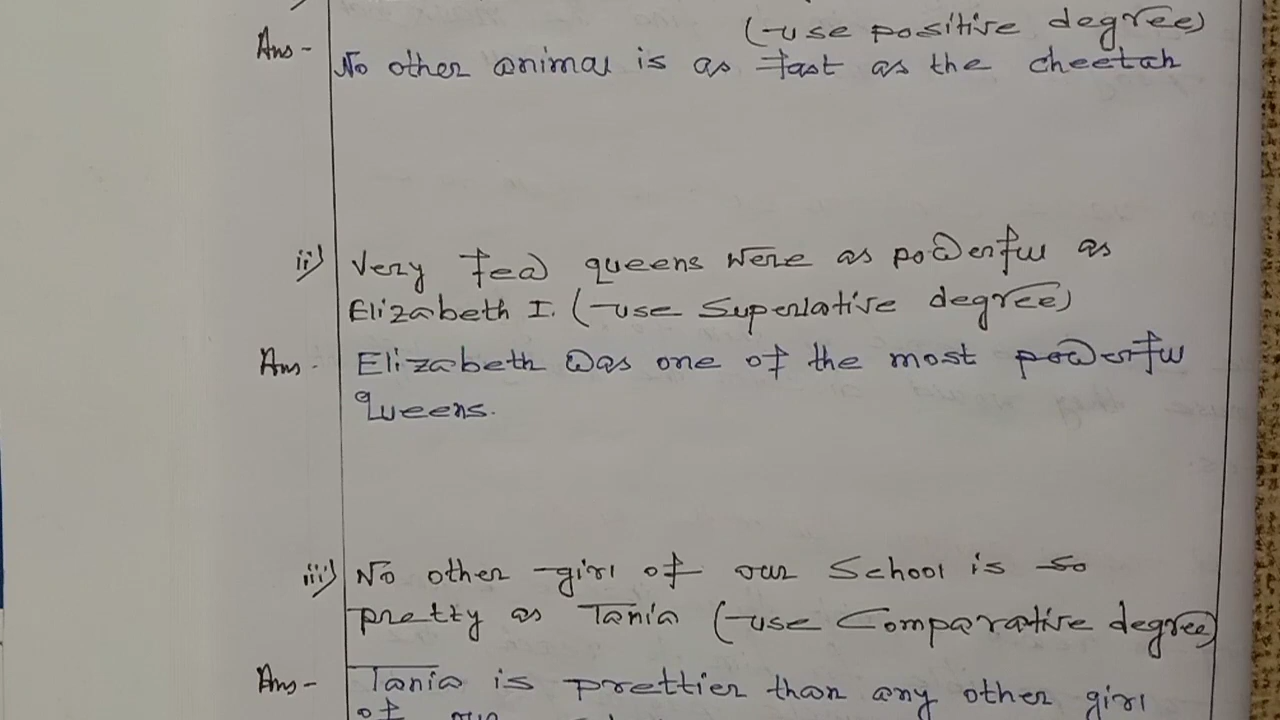 (use positive degree)
Ans - No other animal is as fast as the cheetah
ii) Very few queens were as powerful as
Elizabeth I. (use Superlative degree)
Ans - Elizabeth was one of the most powerful
queens.
iii) No other girl of our School is so
pretty as Tania (use Comparative degree)
Ans - Tania is prettier than any other girl
of our